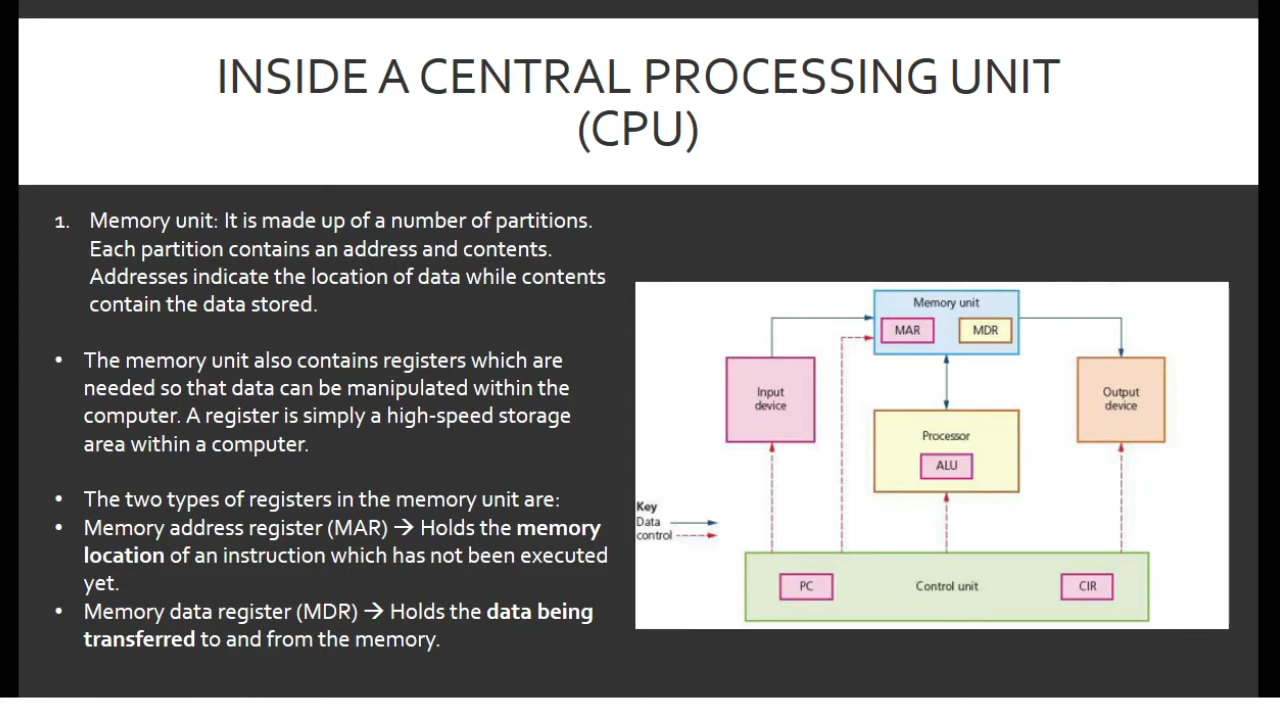 INSIDE A CENTRAL PROCESSING UNIT
(CPU)
1. Memory unit: It is made up of a number of partitions.
Each partition contains an address and contents.
Addresses indicate the location of data while contents
contain the data stored.
• The memory unit also contains registers which are
needed so that data can be manipulated within the
computer. A register is simply a high-speed storage
area within a computer.
• The two types of registers in the memory unit are:
• Memory address register (MAR) → Holds the memory
location of an instruction which has not been executed
yet.
• Memory data register (MDR) → Holds the data being
transferred to and from the memory.
Memory unit
MAR
MDR
Input
device
Output
device
Processor
ALU
Key
Data
control
PC
Control unit
CIR